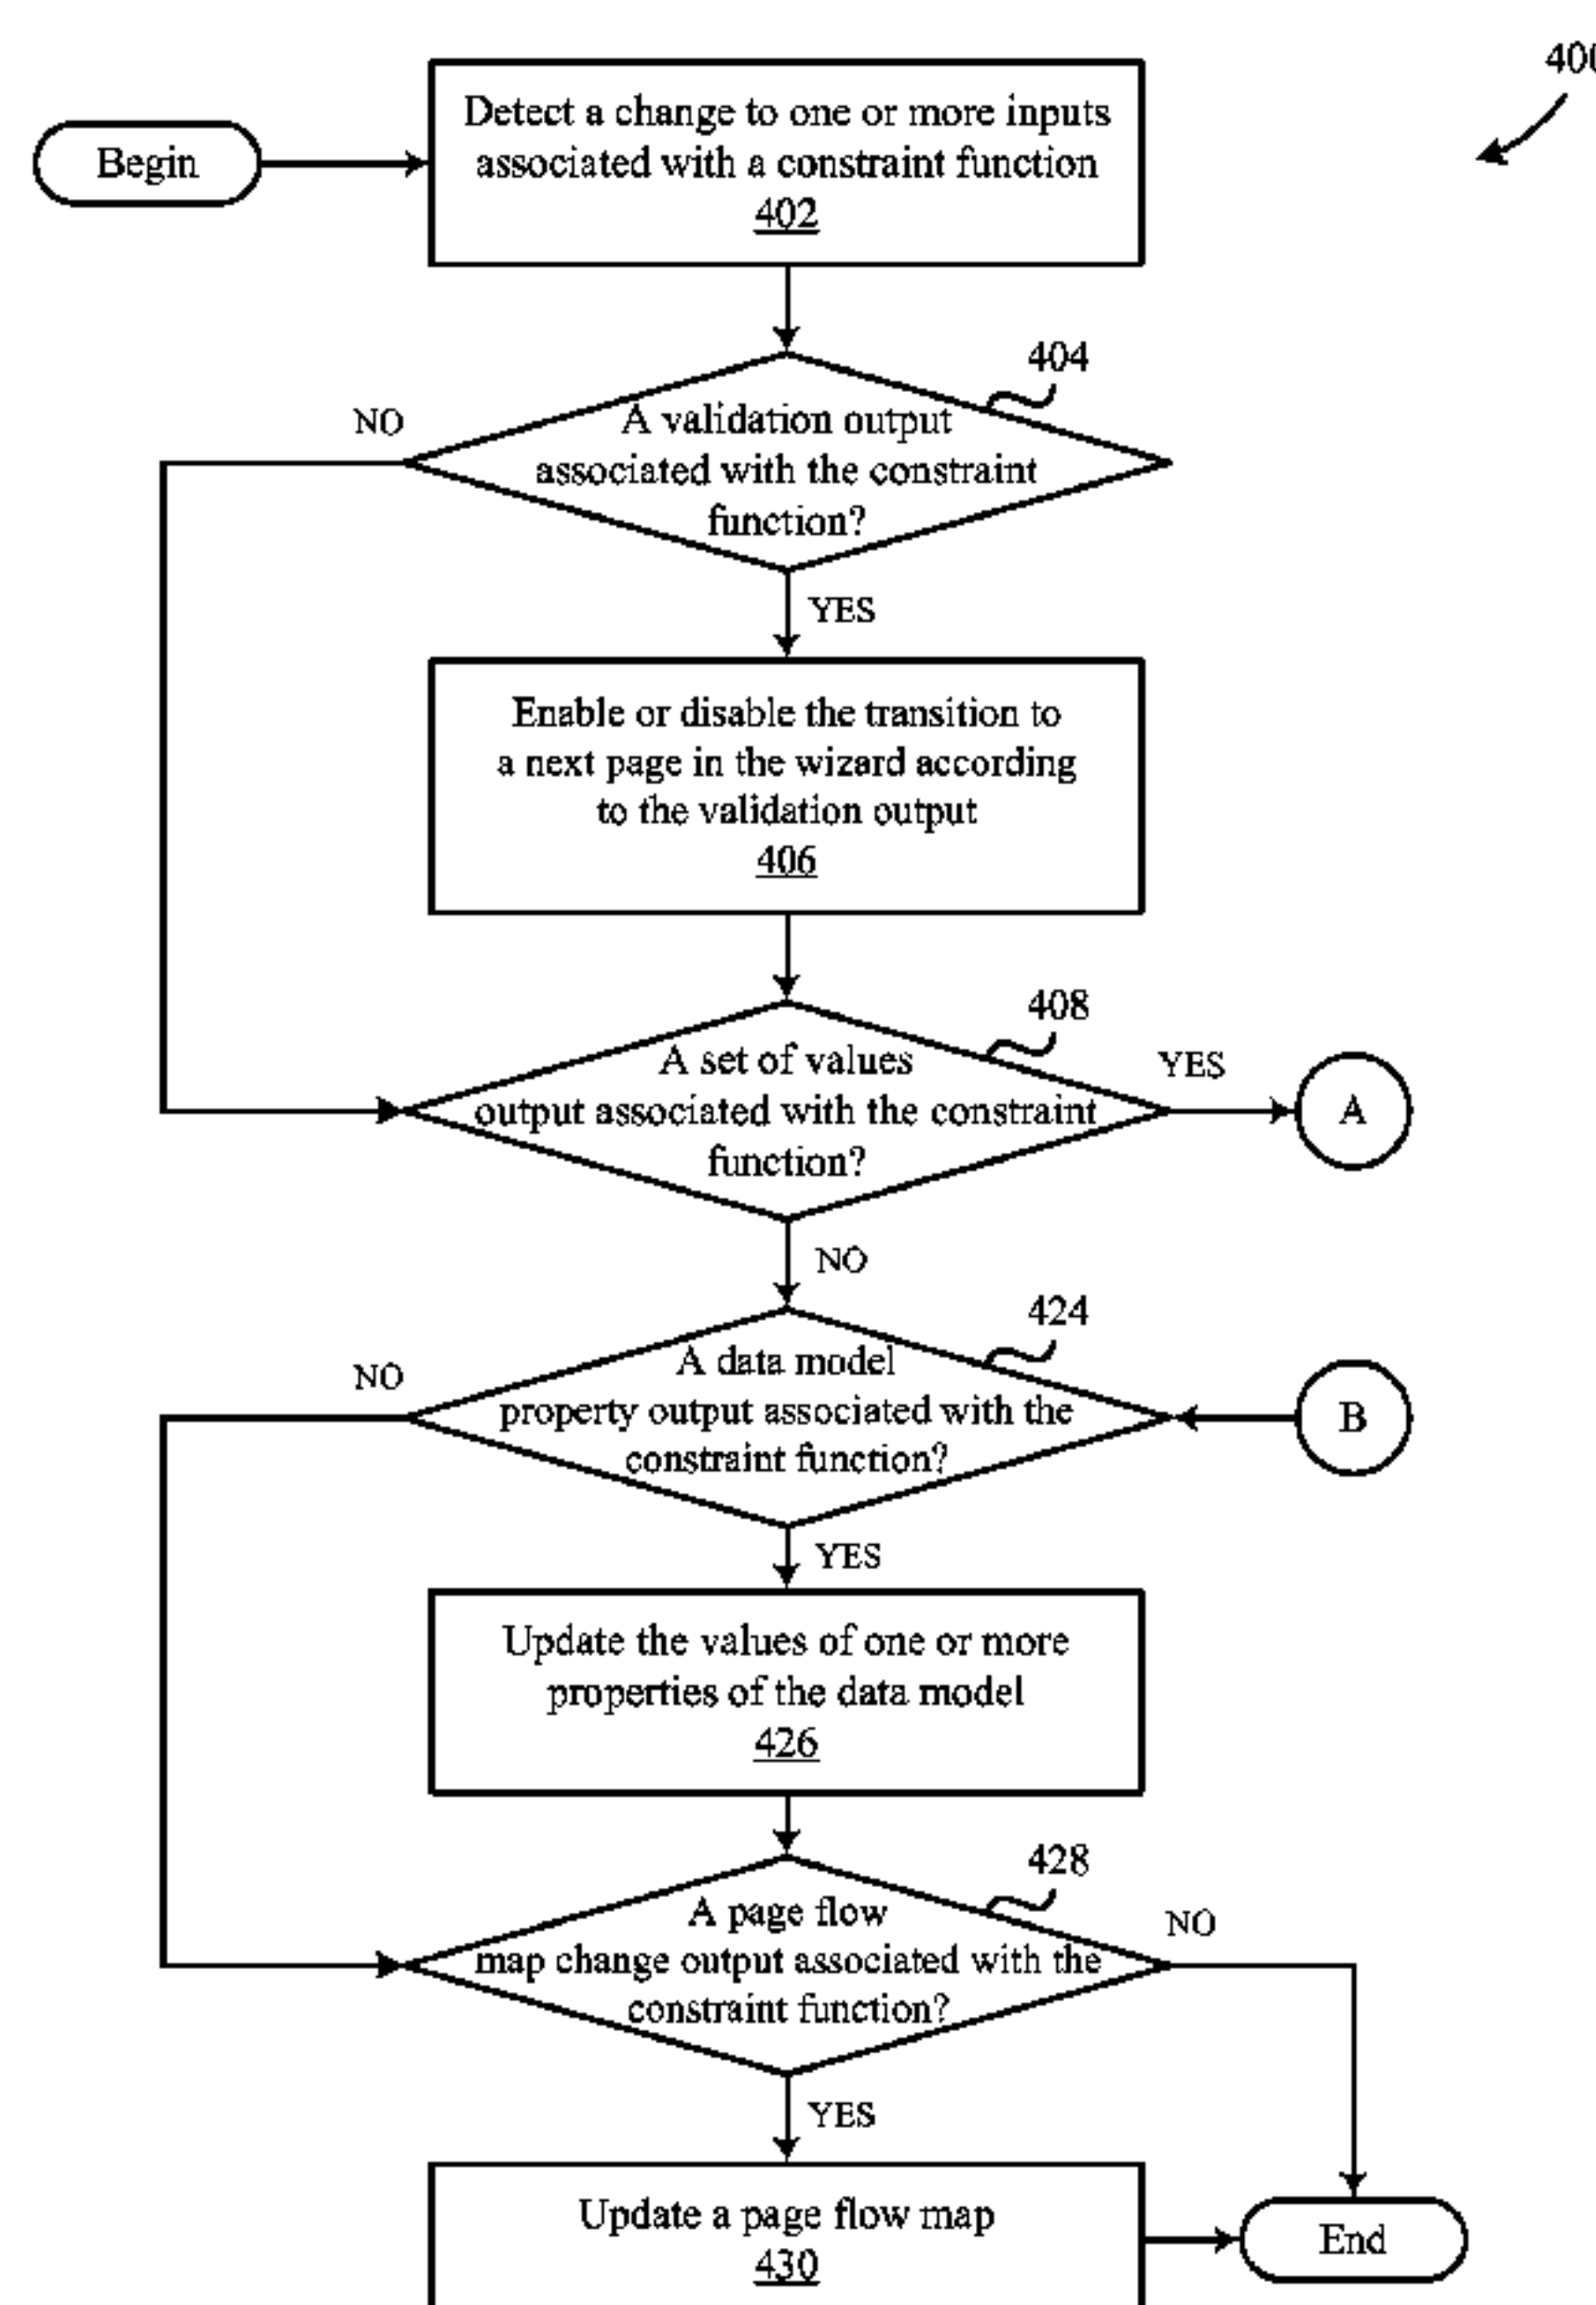 400
Begin
Detect a change to one or more inputs
associated with a constraint function
402
404
NO
A validation output
associated with the constraint
function?
YES
Enable or disable the transition to
a next page in the wizard according
to the validation output
406
408
A set of values
output associated with the constraint
function?
YES
A
NO
424
NO
A data model
property output associated with the
constraint function?
B
YES
Update the values of one or more
properties of the data model
426
428
A page flow
map change output associated with the
constraint function?
NO
YES
Update a page flow map
430
End